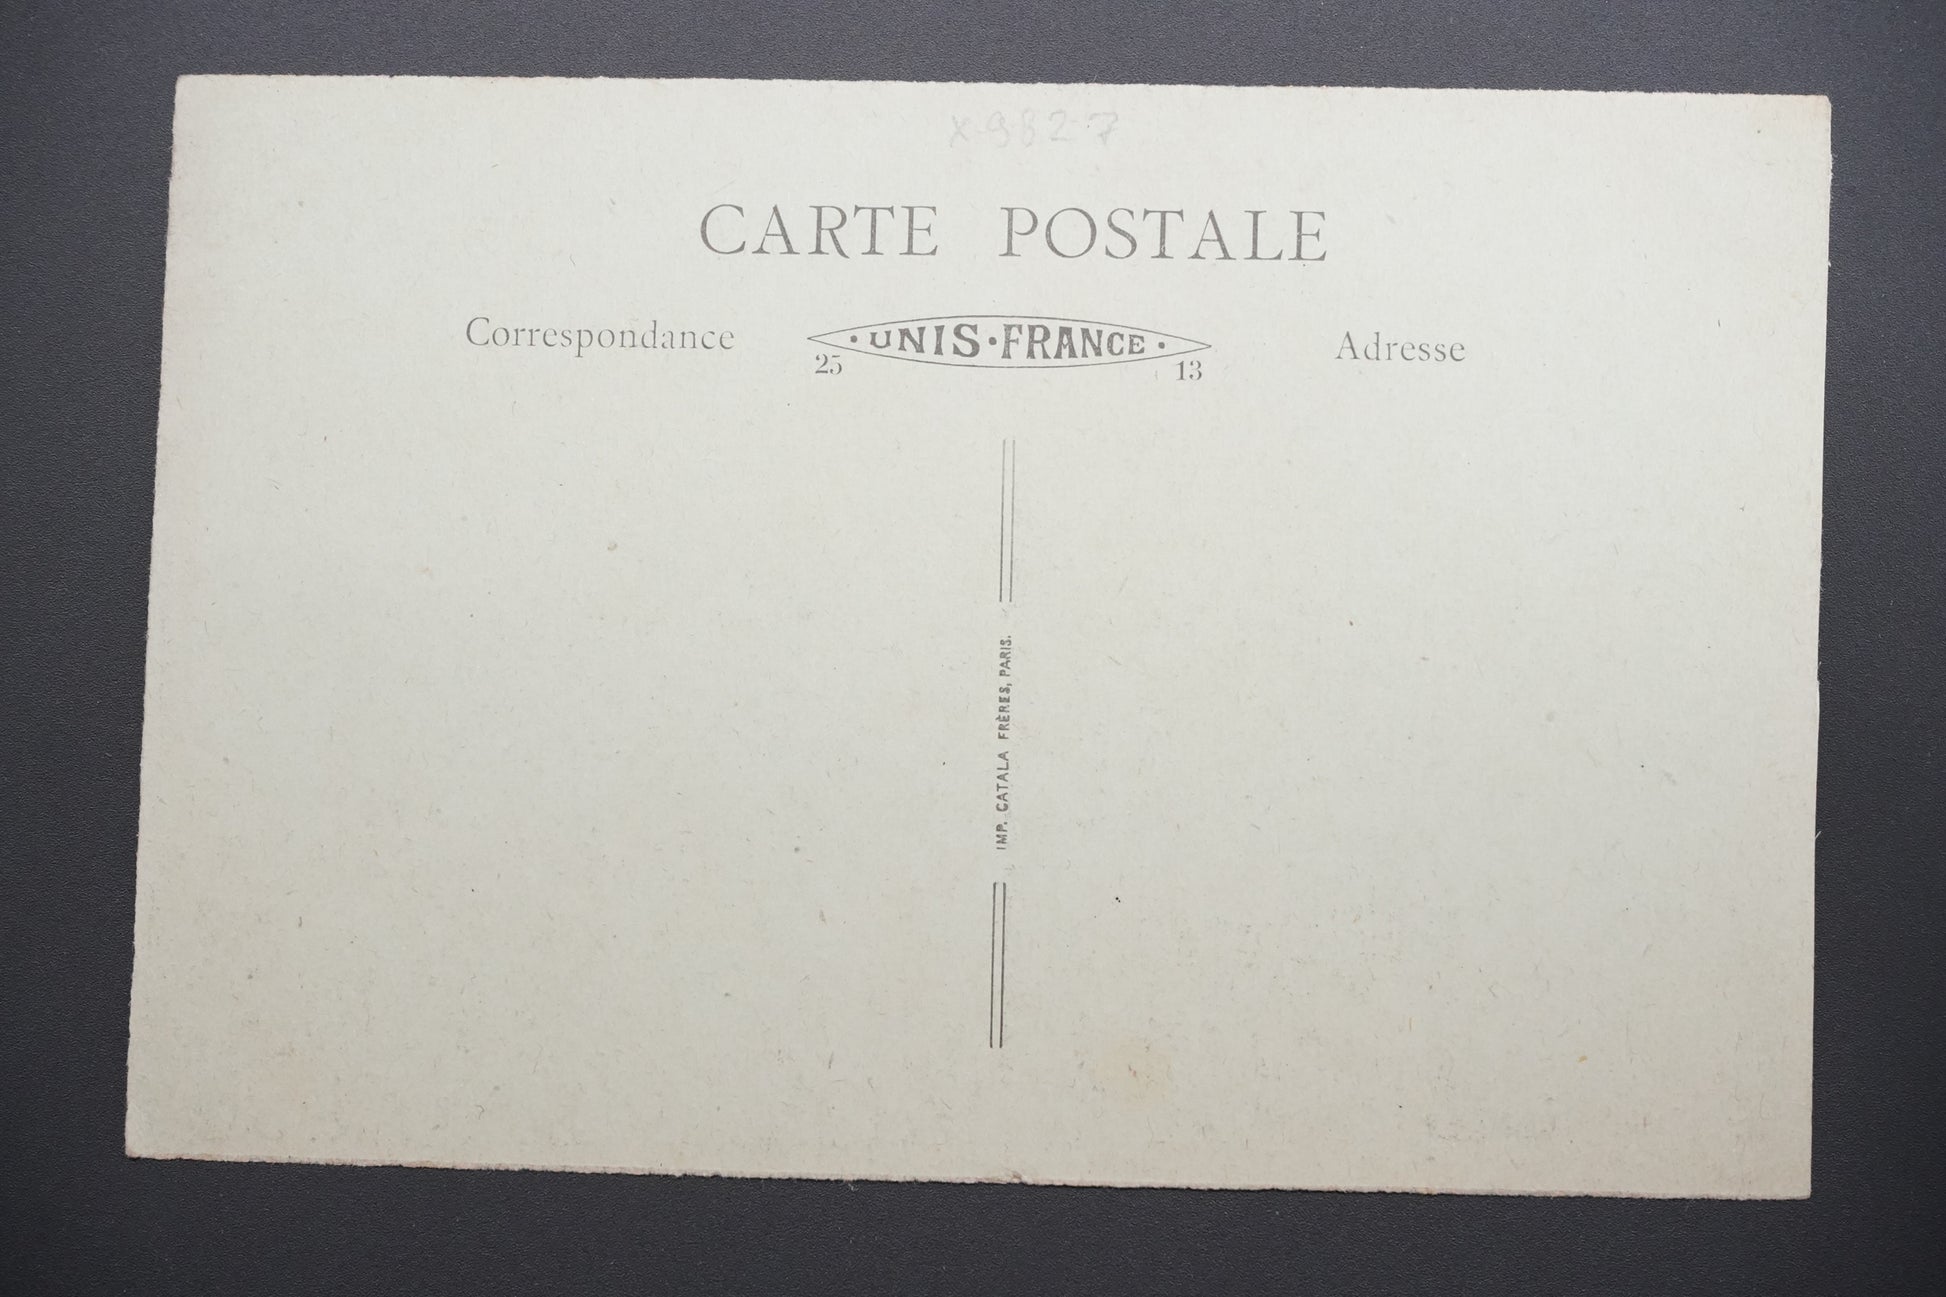 x 9827
CARTE POSTALE
Correspondance
·UNIS·FRANCE·
25 13
Adresse
IMP. CATALA FRÈRES, PARIS.